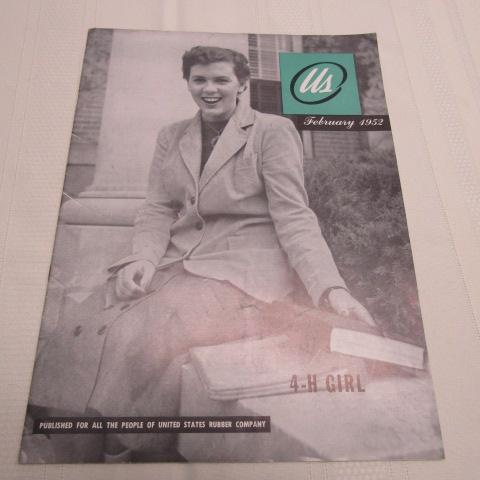 Us
February 1952
4-H GIRL
PUBLISHED FOR ALL THE PEOPLE OF UNITED STATES RUBBER COMPANY